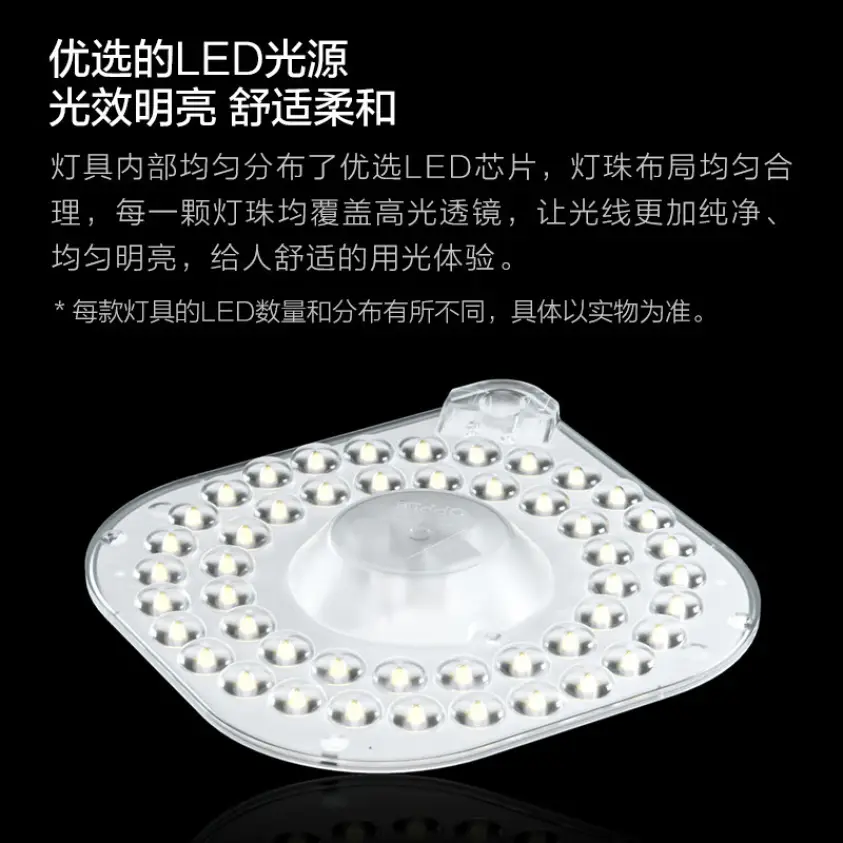 优选的LED光源
光效明亮 舒适柔和
灯具内部均匀分布了优选LED芯片，灯珠布局均匀合
理，每一颗灯珠均覆盖高光透镜，让光线更加纯净、
均匀明亮，给人舒适的用光体验。
* 每款灯具的LED数量和分布有所不同，具体以实物为准。
OPPLE